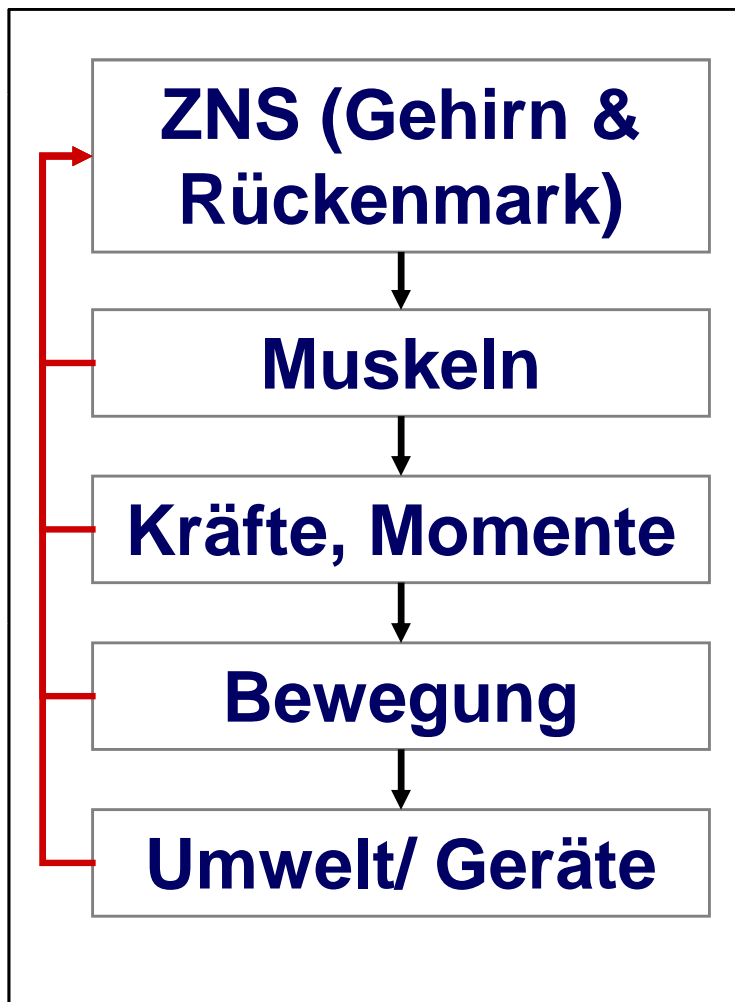 ZNS (Gehirn &
Rückenmark)
Muskeln
Kräfte, Momente
Bewegung
Umwelt/ Geräte